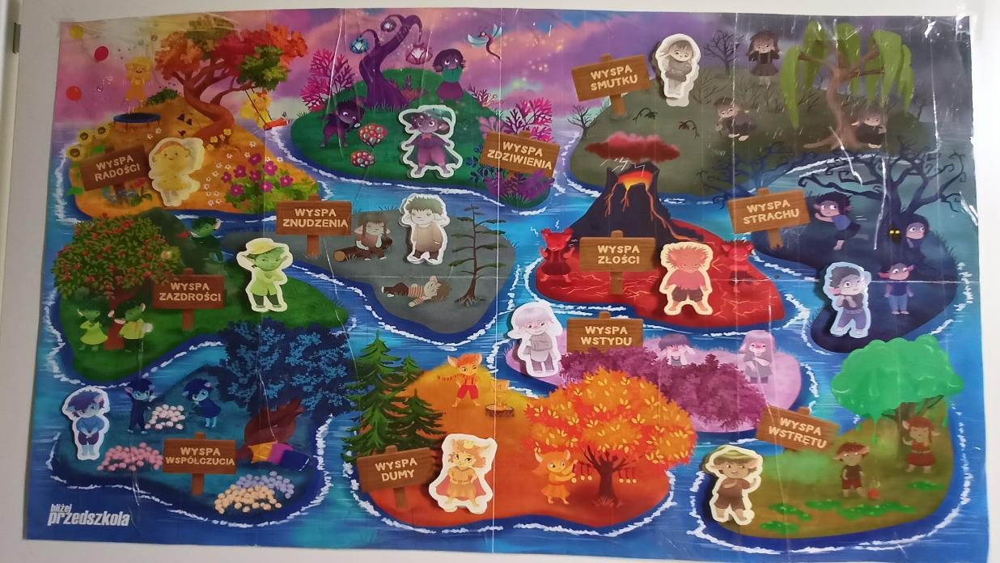 WYSPA
RADOŚCI
WYSPA
ZDZIWIENIA
WYSPA
SMUTKU
WYSPA
ZNUDZENIA
WYSPA
ZŁOŚCI
WYSPA
STRACHU
WYSPA
ZAZDROŚCI
WYSPA
WSTYDU
WYSPA
WSPÓŁCZUCIA
WYSPA
DUMY
WYSPA
WSTRĘTU
bliżej
przedszkola